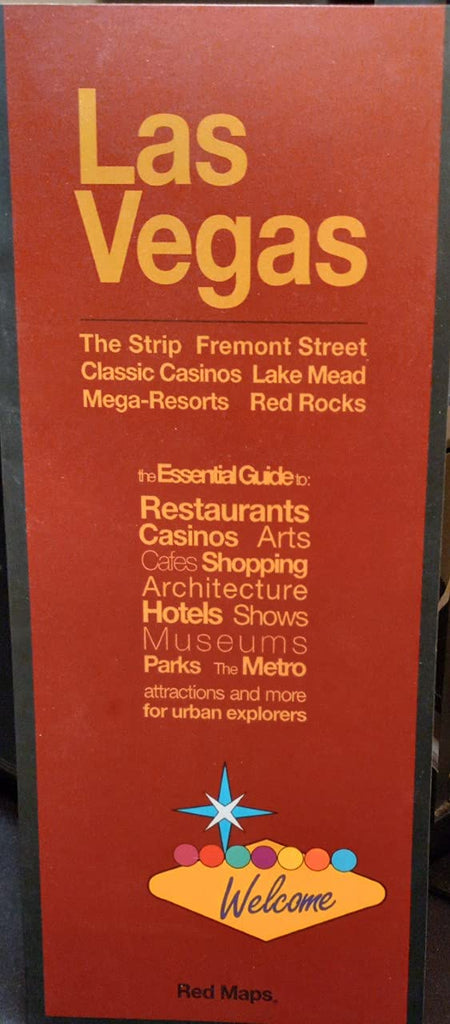 Las
Vegas
The Strip Fremont Street
Classic Casinos Lake Mead
Mega-Resorts Red Rocks
the Essential Guide to:
Restaurants
Casinos Arts
Cafes Shopping
Architecture
Hotels Shows
Museums
Parks The Metro
attractions and more
for urban explorers
Welcome
Red Maps®